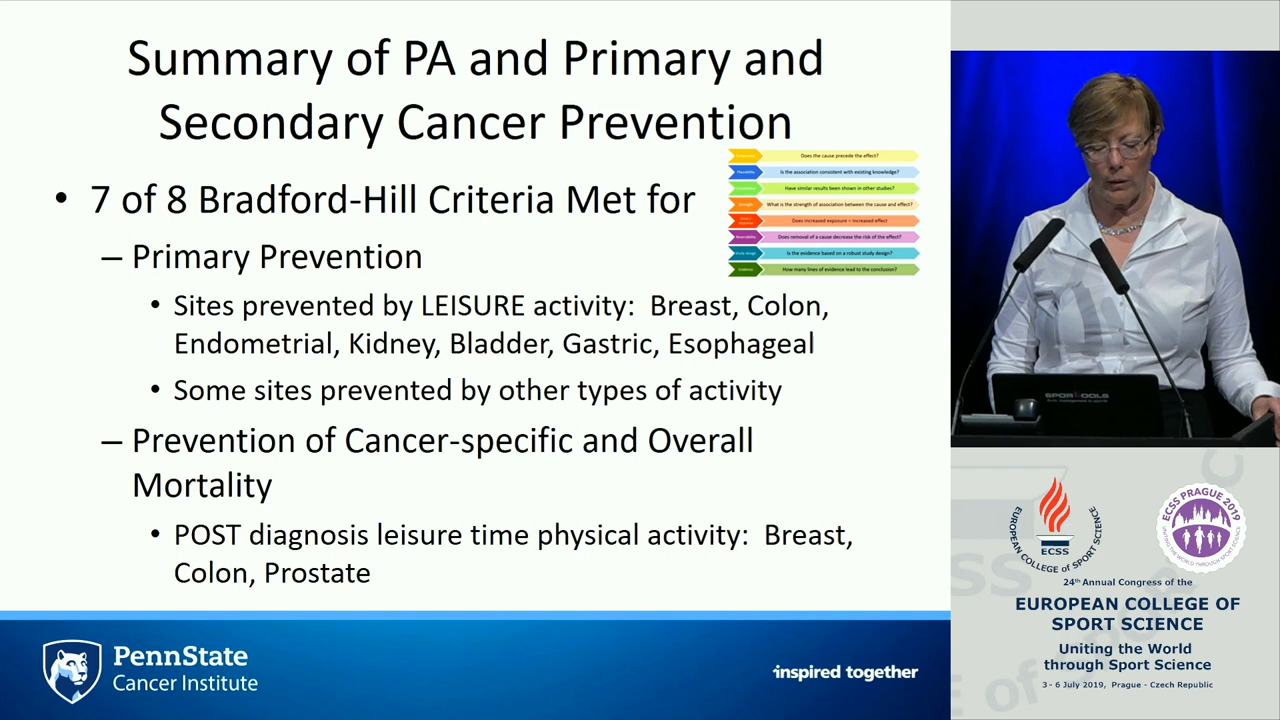 Summary of PA and Primary and
Secondary Cancer Prevention
Does the cause precede the effect?
Plausibility Is the association consistent with existing knowledge?
Have similar results been shown in other studies?
Strength What is the strength of association between the cause and effect?
Does increased exposure = increased effect?
Reversibility Does removal of a cause decrease the risk of the effect?
Study design Is the evidence based on a robust study design?
Evidence How many lines of evidence lead to the conclusion?
• 7 of 8 Bradford-Hill Criteria Met for
– Primary Prevention
• Sites prevented by LEISURE activity: Breast, Colon,
Endometrial, Kidney, Bladder, Gastric, Esophageal
• Some sites prevented by other types of activity
– Prevention of Cancer-specific and Overall
Mortality
• POST diagnosis leisure time physical activity: Breast,
Colon, Prostate
PennState
Cancer Institute
inspired together
EUROPEAN COLLEGE OF SPORT SCIENCE
ECSS
ECSS PRAGUE 2019
UNITING THE WORLD THROUGH SPORT SCIENCE
24th Annual Congress of the
EUROPEAN COLLEGE OF
SPORT SCIENCE
Uniting the World
through Sport Science
3 - 6 July 2019, Prague - Czech Republic